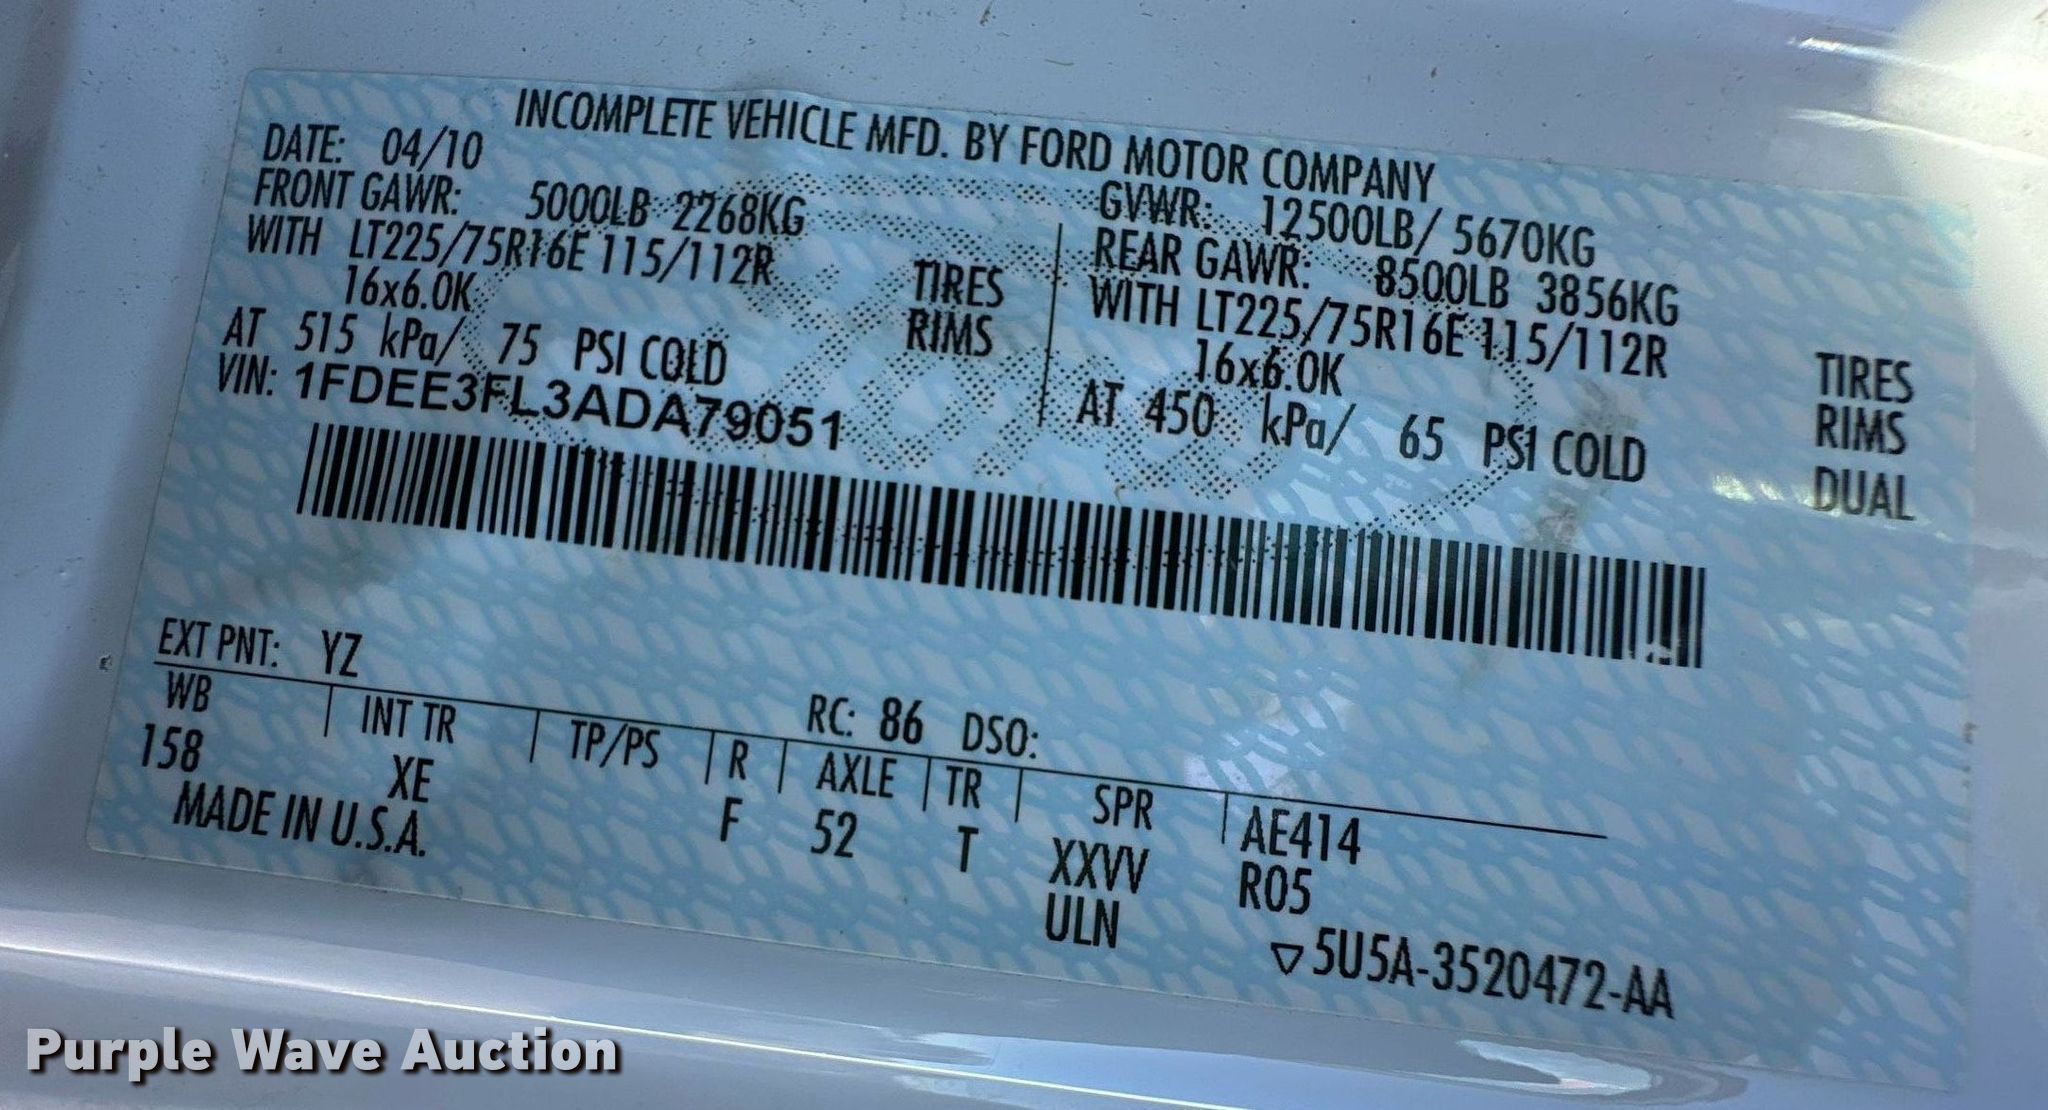 INCOMPLETE VEHICLE MFD. BY FORD MOTOR COMPANY
DATE: 04/10
GVWR: 12500LB/ 5670KG
FRONT GAWR: 5000LB 2268KG
REAR GAWR: 8500LB 3856KG
WITH LT225/75R16E 115/112R TIRES
WITH LT225/75R16E 115/112R TIRES
16x6.0K RIMS
16x6.0K RIMS
AT 515 kPa/ 75 PSI COLD
AT 450 kPa/ 65 PSI COLD DUAL
VIN: 1FDEE3FL3ADA79051
EXT PNT: YZ
RC: 86 DSO:
WB INT TR TP/PS R AXLE TR SPR AE414
158 XE F 52 T XXVV R05
ULN
MADE IN U.S.A.
▽5U5A-3520472-AA
Purple Wave Auction